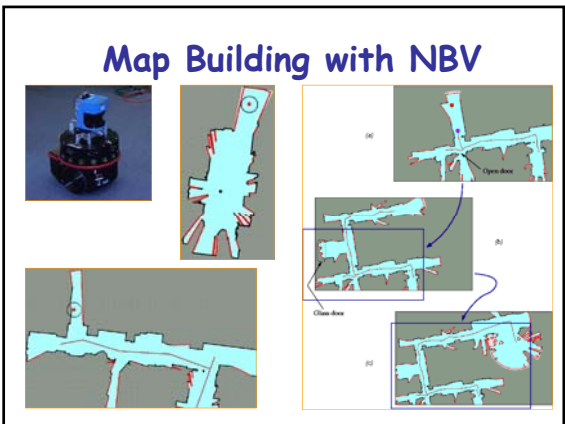 Map Building with NBV
(a)
Open door
(b)
Glass door
(c)